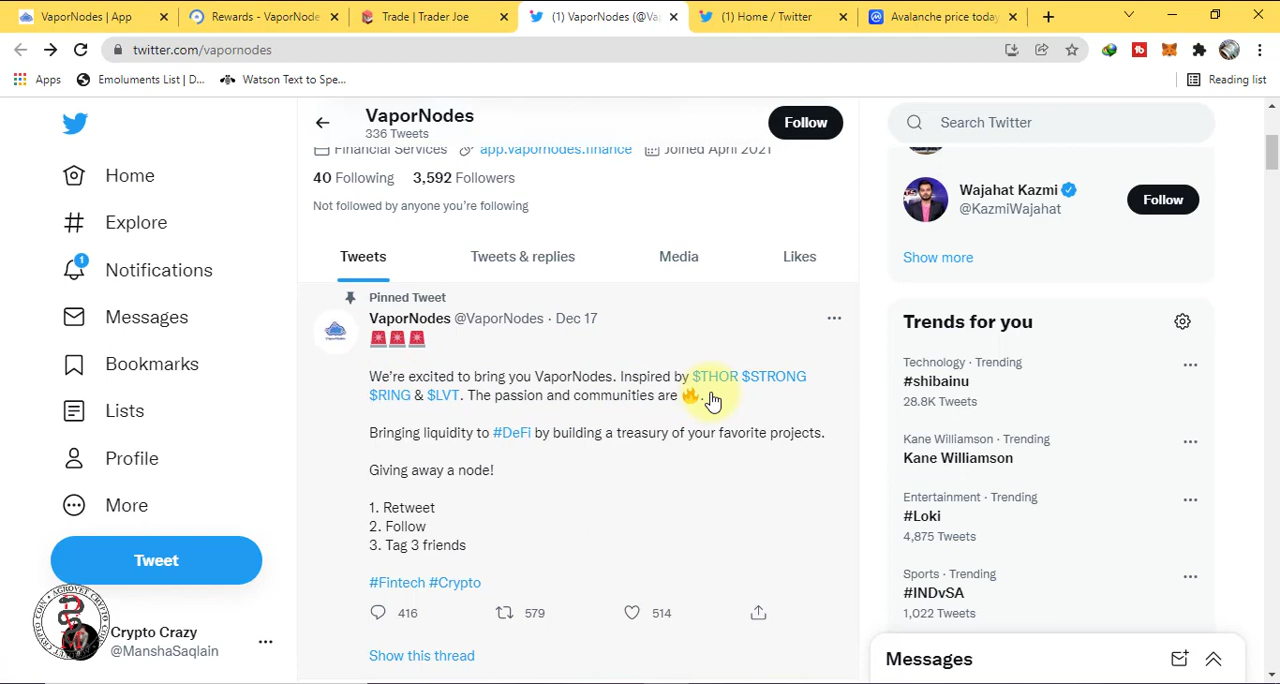 VaporNodes | App
Rewards - VaporNode
Trade | Trader Joe
(1) VaporNodes (@Va
(1) Home / Twitter
Avalanche price today
twitter.com/vapornodes
Apps
Emoluments List | D...
Watson Text to Spe...
Reading list
VaporNodes
336 Tweets
Follow
Search Twitter
Financial Services
app.vapornodes.finance
Joined April 2021
40 Following 3,592 Followers
Not followed by anyone you're following
Tweets
Tweets & replies
Media
Likes
Home
Explore
1
Notifications
Messages
Bookmarks
Lists
Profile
More
Tweet
Crypto Crazy
@ManshaSaqlain
Pinned Tweet
VaporNodes @VaporNodes · Dec 17
🚨🚨🚨
We're excited to bring you VaporNodes. Inspired by $THOR $STRONG
$RING & $LVT. The passion and communities are 🔥.
Bringing liquidity to #DeFi by building a treasury of your favorite projects.
Giving away a node!
1. Retweet
2. Follow
3. Tag 3 friends
#Fintech #Crypto
416
579
514
Show this thread
Wajahat Kazmi
@KazmiWajahat
Follow
Show more
Trends for you
Technology · Trending
#shibainu
28.8K Tweets
Kane Williamson · Trending
Kane Williamson
Entertainment · Trending
#Loki
4,875 Tweets
Sports · Trending
#INDvSA
1,022 Tweets
Messages